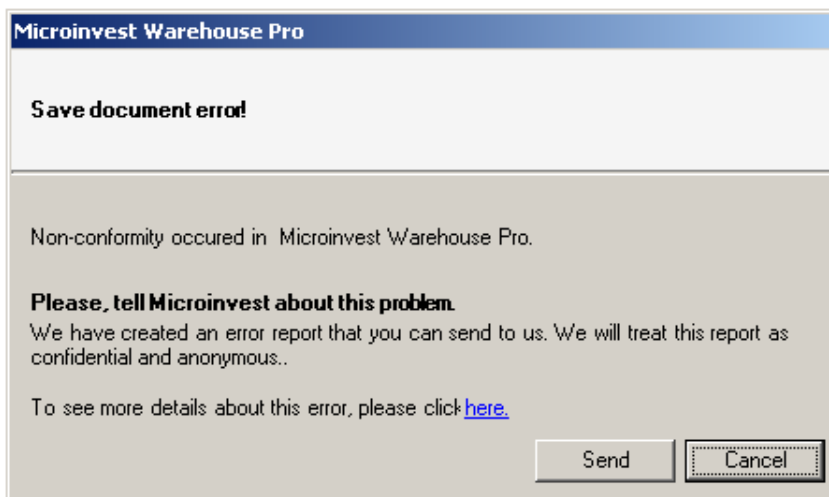 Microinvest Warehouse Pro
Save document error!
Non-conformity occured in Microinvest Warehouse Pro.
Please, tell Microinvest about this problem.
We have created an error report that you can send to us. We will treat this report as
confidential and anonymous..
To see more details about this error, please click here.
Send Cancel